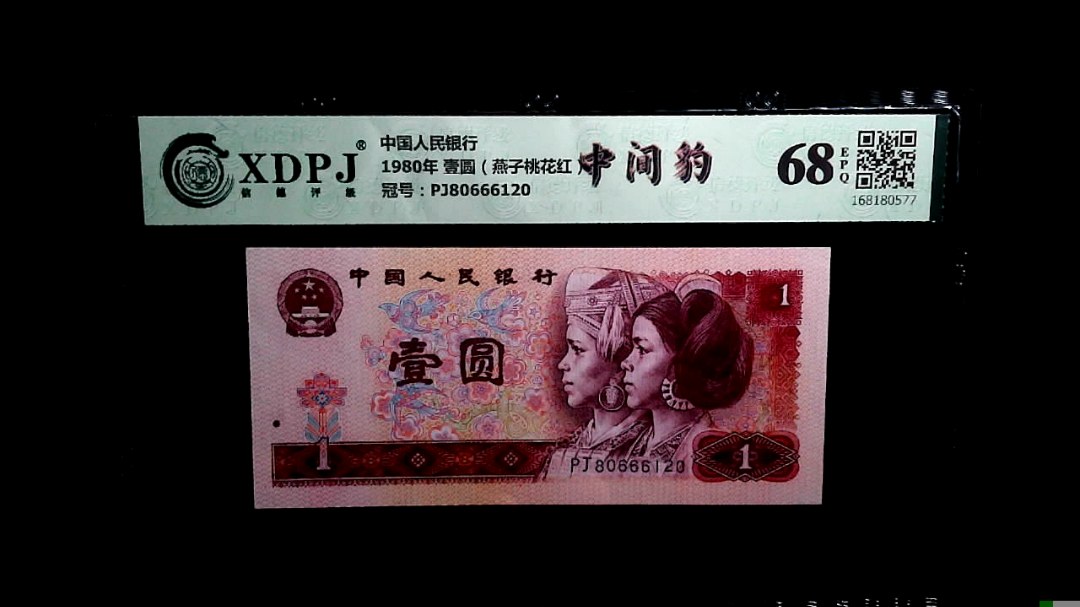 XDPJ®
信德评级
中国人民银行
1980年 壹圆（燕子桃花红
冠号：PJ80666120
中间豹
68
EPQ
168180577
中国人民银行
1
壹圆
1
PJ80666120
1